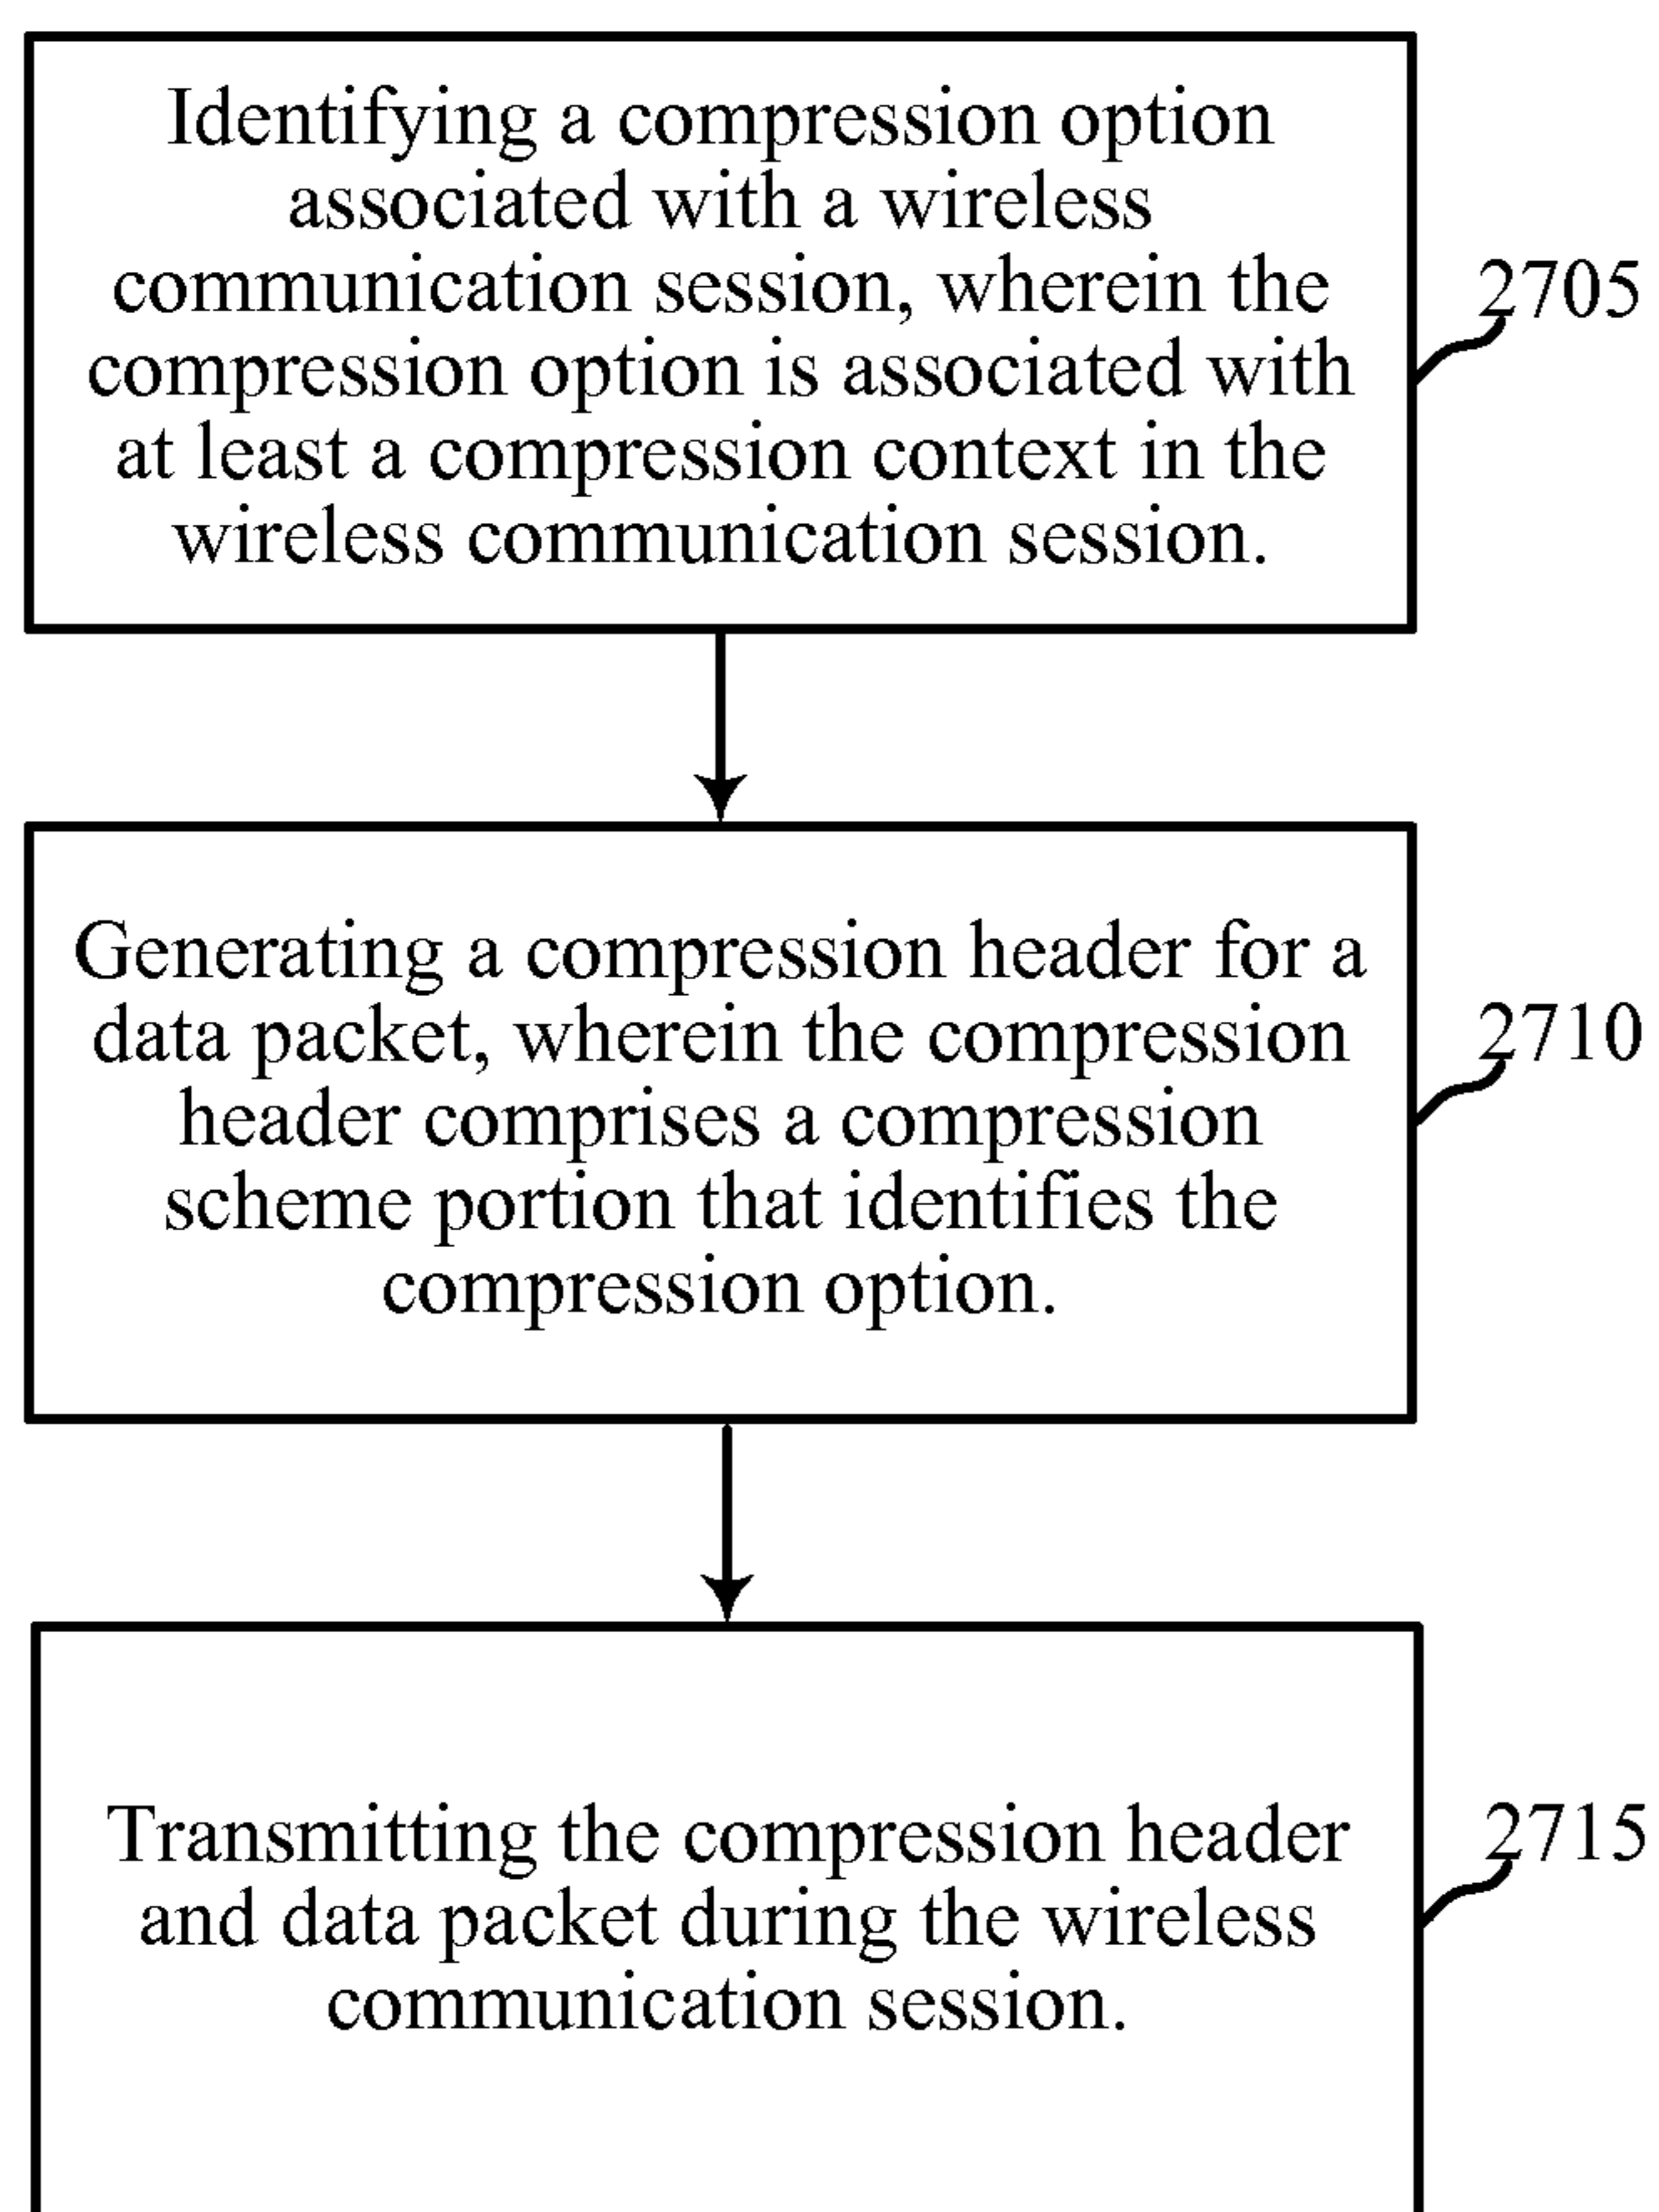 Identifying a compression option
associated with a wireless
communication session, wherein the
compression option is associated with
at least a compression context in the
wireless communication session.
2705
Generating a compression header for a
data packet, wherein the compression
header comprises a compression
scheme portion that identifies the
compression option.
2710
Transmitting the compression header
and data packet during the wireless
communication session.
2715